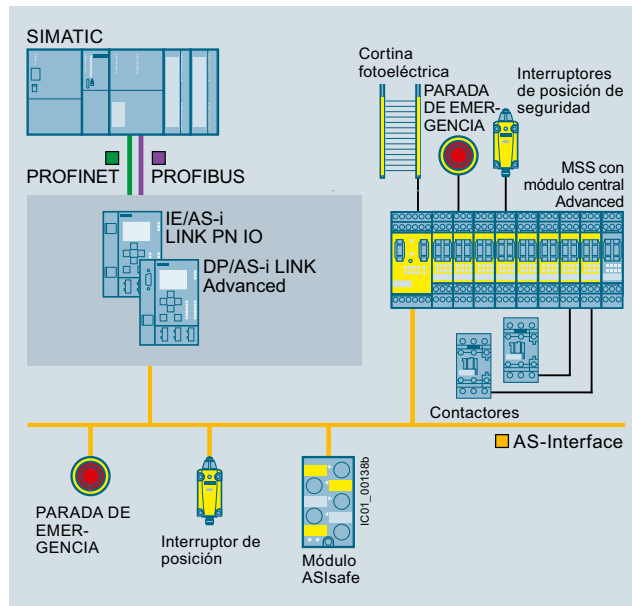 SIMATIC
PROFINET
PROFIBUS
IE/AS-i
LINK PN IO
DP/AS-i LINK
Advanced
Cortina
fotoeléctrica
PARADA
DE EMER-
GENCIA
Interruptores
de posición de
seguridad
MSS con
módulo central
Advanced
Contactores
AS-Interface
PARADA DE
EMER-
GENCIA
Interruptor de
posición
Módulo
ASIsafe
IC01_00138b